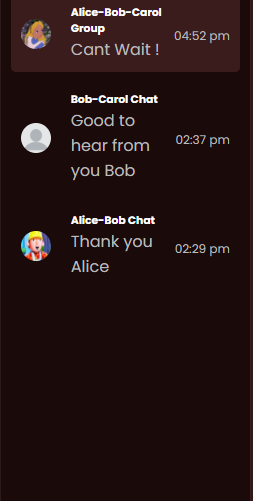 Alice-Bob-Carol
Group
Cant Wait !
04:52 pm
Bob-Carol Chat
Good to
hear from
you Bob
02:37 pm
Alice-Bob Chat
Thank you
Alice
02:29 pm